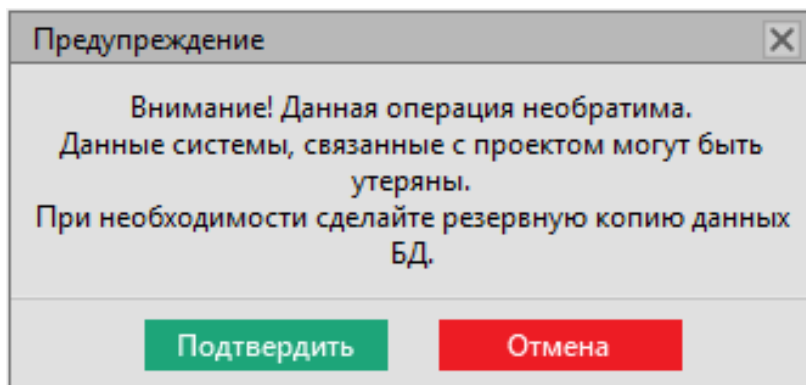 Предупреждение
Внимание! Данная операция необратима.
Данные системы, связанные с проектом могут быть
утеряны.
При необходимости сделайте резервную копию данных
БД.
Подтвердить
Отмена